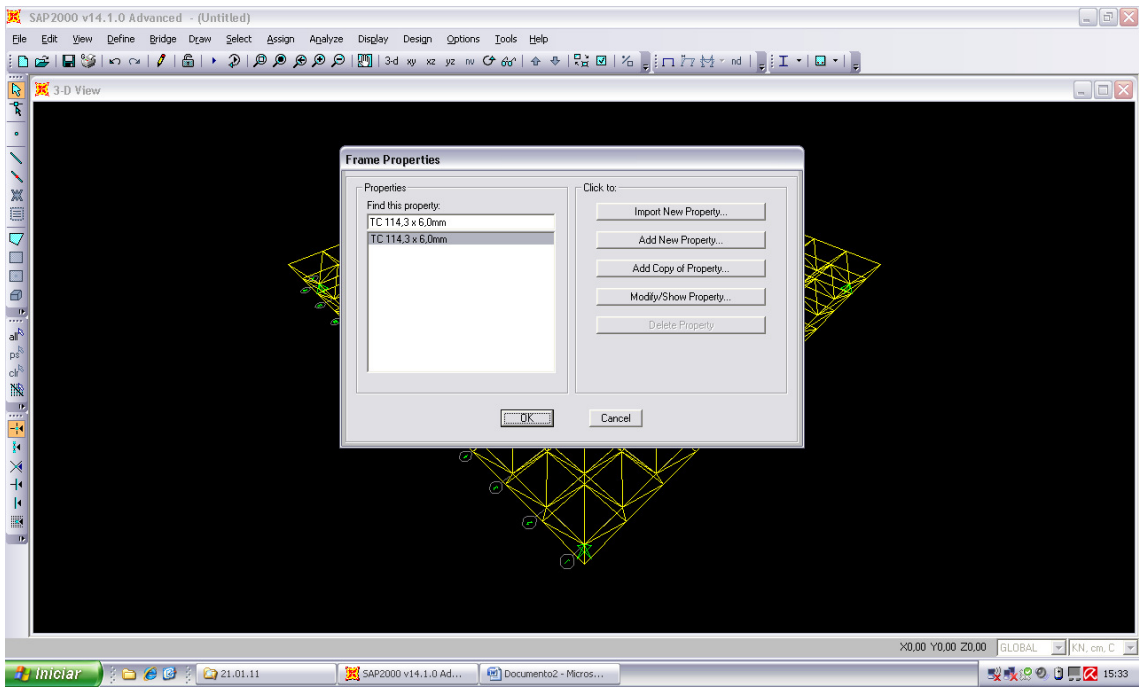 SAP2000 v14.1.0 Advanced - (Untitled)
File Edit View Define Bridge Draw Select Assign Analyze Display Design Options Tools Help
3-d xy xz yz nv nd
3-D View
Frame Properties
Properties
Find this property:
TC 114,3 x 6,0mm
TC 114,3 x 6,0mm
Click to:
Import New Property...
Add New Property...
Add Copy of Property...
Modify/Show Property...
Delete Property
OK
Cancel
all
ps
clr
X0,00 Y0,00 Z0,00 GLOBAL KN, cm, C
Iniciar 21.01.11 SAP2000 v14.1.0 Ad... Documento2 - Micros... 15:33